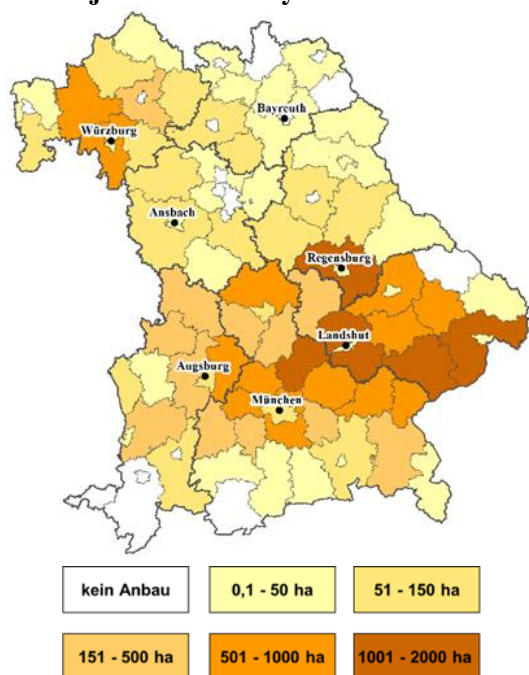 Bayreuth
Würzburg
Ansbach
Regensburg
Landshut
Augsburg
München
kein Anbau
0,1 - 50 ha
51 - 150 ha
151 - 500 ha
501 - 1000 ha
1001 - 2000 ha